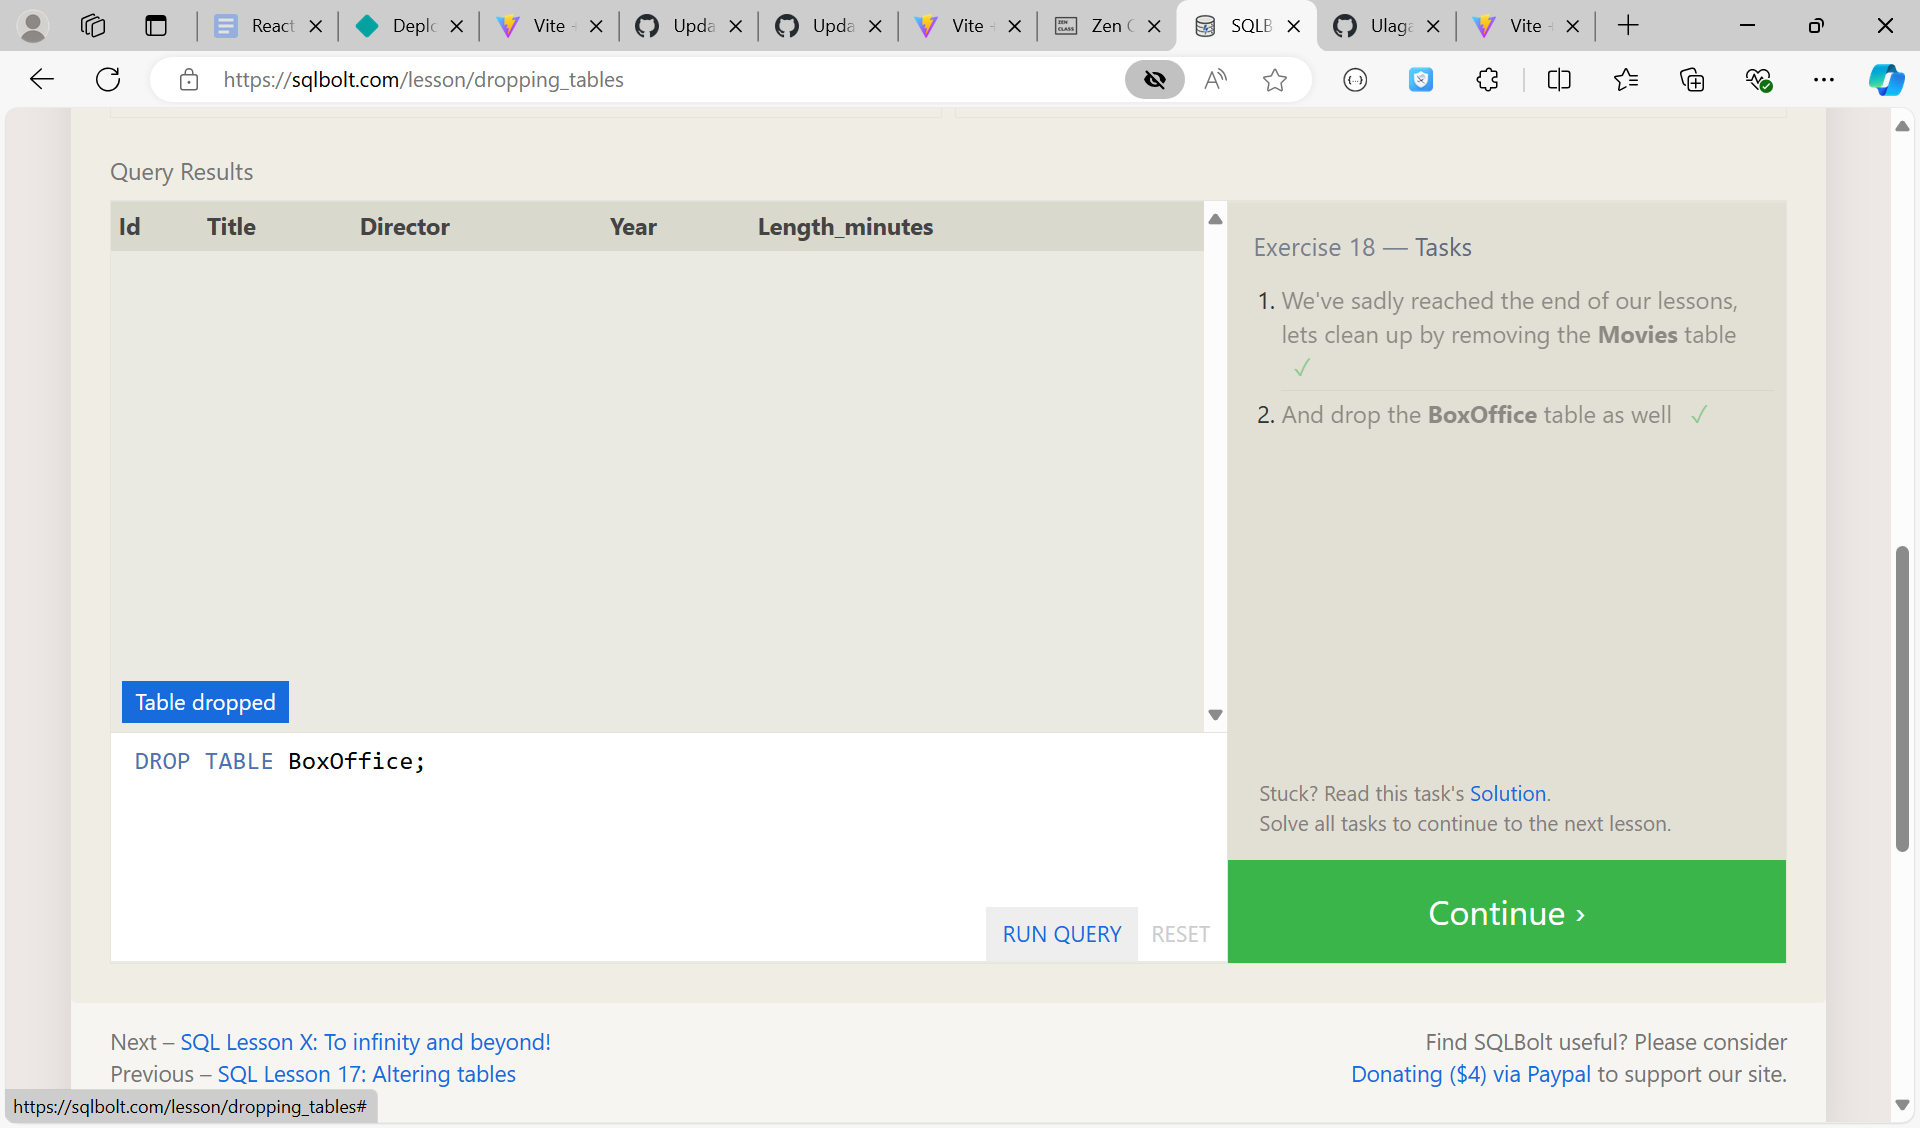 React
Deplo
Vite
Upda
Upda
Vite
Zen C
SQLB
Ulaga
Vite
https://sqlbolt.com/lesson/dropping_tables
Query Results
Id Title Director Year Length_minutes
Exercise 18 — Tasks
1. We've sadly reached the end of our lessons,
lets clean up by removing the Movies table
✓
2. And drop the BoxOffice table as well ✓
Table dropped
DROP TABLE BoxOffice;
Stuck? Read this task's Solution.
Solve all tasks to continue to the next lesson.
RUN QUERY RESET
Continue ›
Next – SQL Lesson X: To infinity and beyond!
Previous – SQL Lesson 17: Altering tables
Find SQLBolt useful? Please consider
Donating ($4) via Paypal to support our site.
https://sqlbolt.com/lesson/dropping_tables#